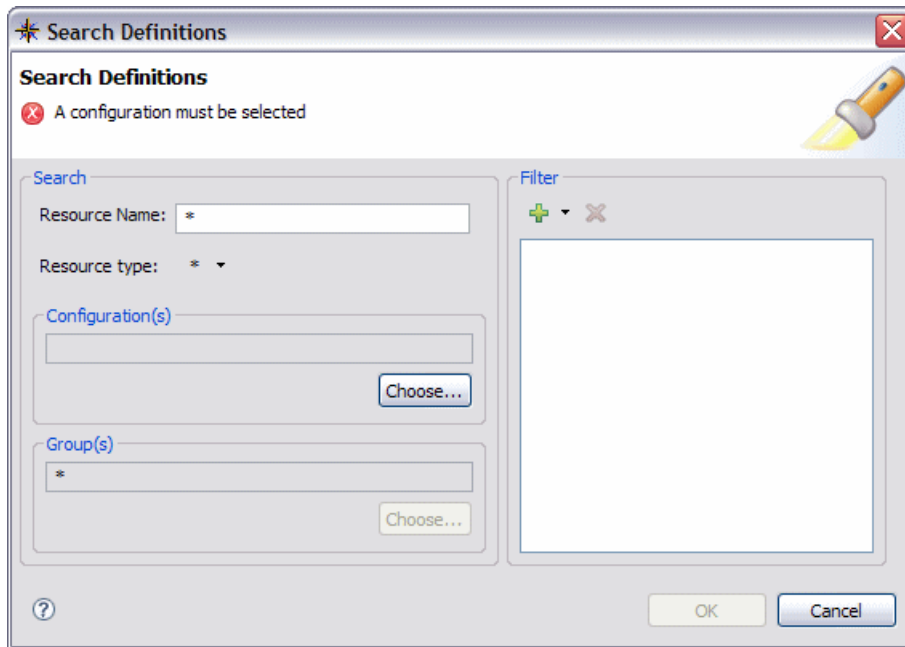 Search Definitions
Search Definitions
A configuration must be selected
Search
Resource Name: *
Resource type: *
Configuration(s)
Choose...
Group(s)
*
Choose...
Filter
?
OK
Cancel